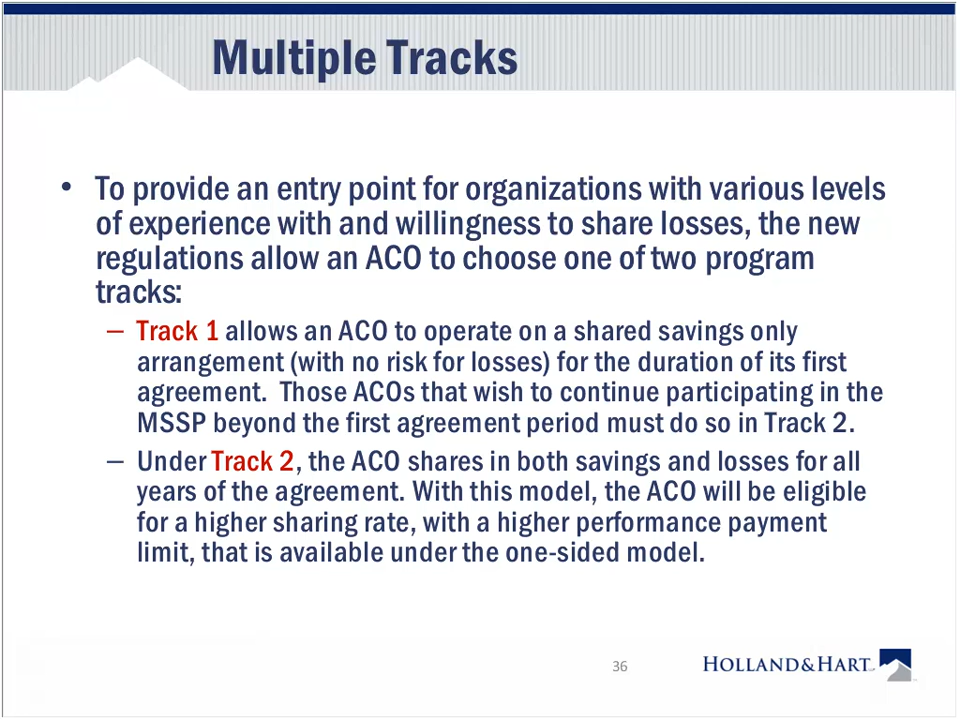 Multiple Tracks
• To provide an entry point for organizations with various levels
of experience with and willingness to share losses, the new
regulations allow an ACO to choose one of two program
tracks:
– Track 1 allows an ACO to operate on a shared savings only
arrangement (with no risk for losses) for the duration of its first
agreement.  Those ACOs that wish to continue participating in the
MSSP beyond the first agreement period must do so in Track 2.
– Under Track 2, the ACO shares in both savings and losses for all
years of the agreement. With this model, the ACO will be eligible
for a higher sharing rate, with a higher performance payment
limit, that is available under the one-sided model.
36
HOLLAND&HART